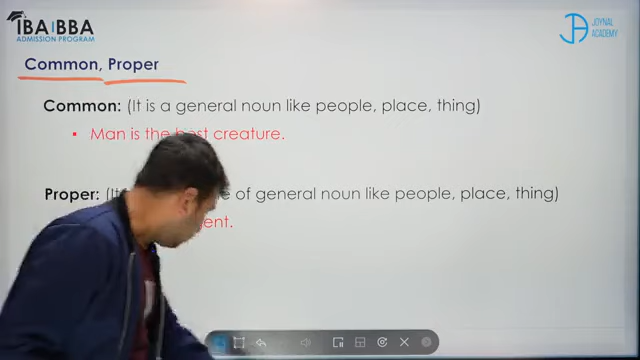 IBA|BBA
ADMISSION PROGRAM
JOYNAL
ACADEMY
Common, Proper
Common: (It is a general noun like people, place, thing)
▪ Man is the best creature.
Proper: of general noun like people, place, thing)